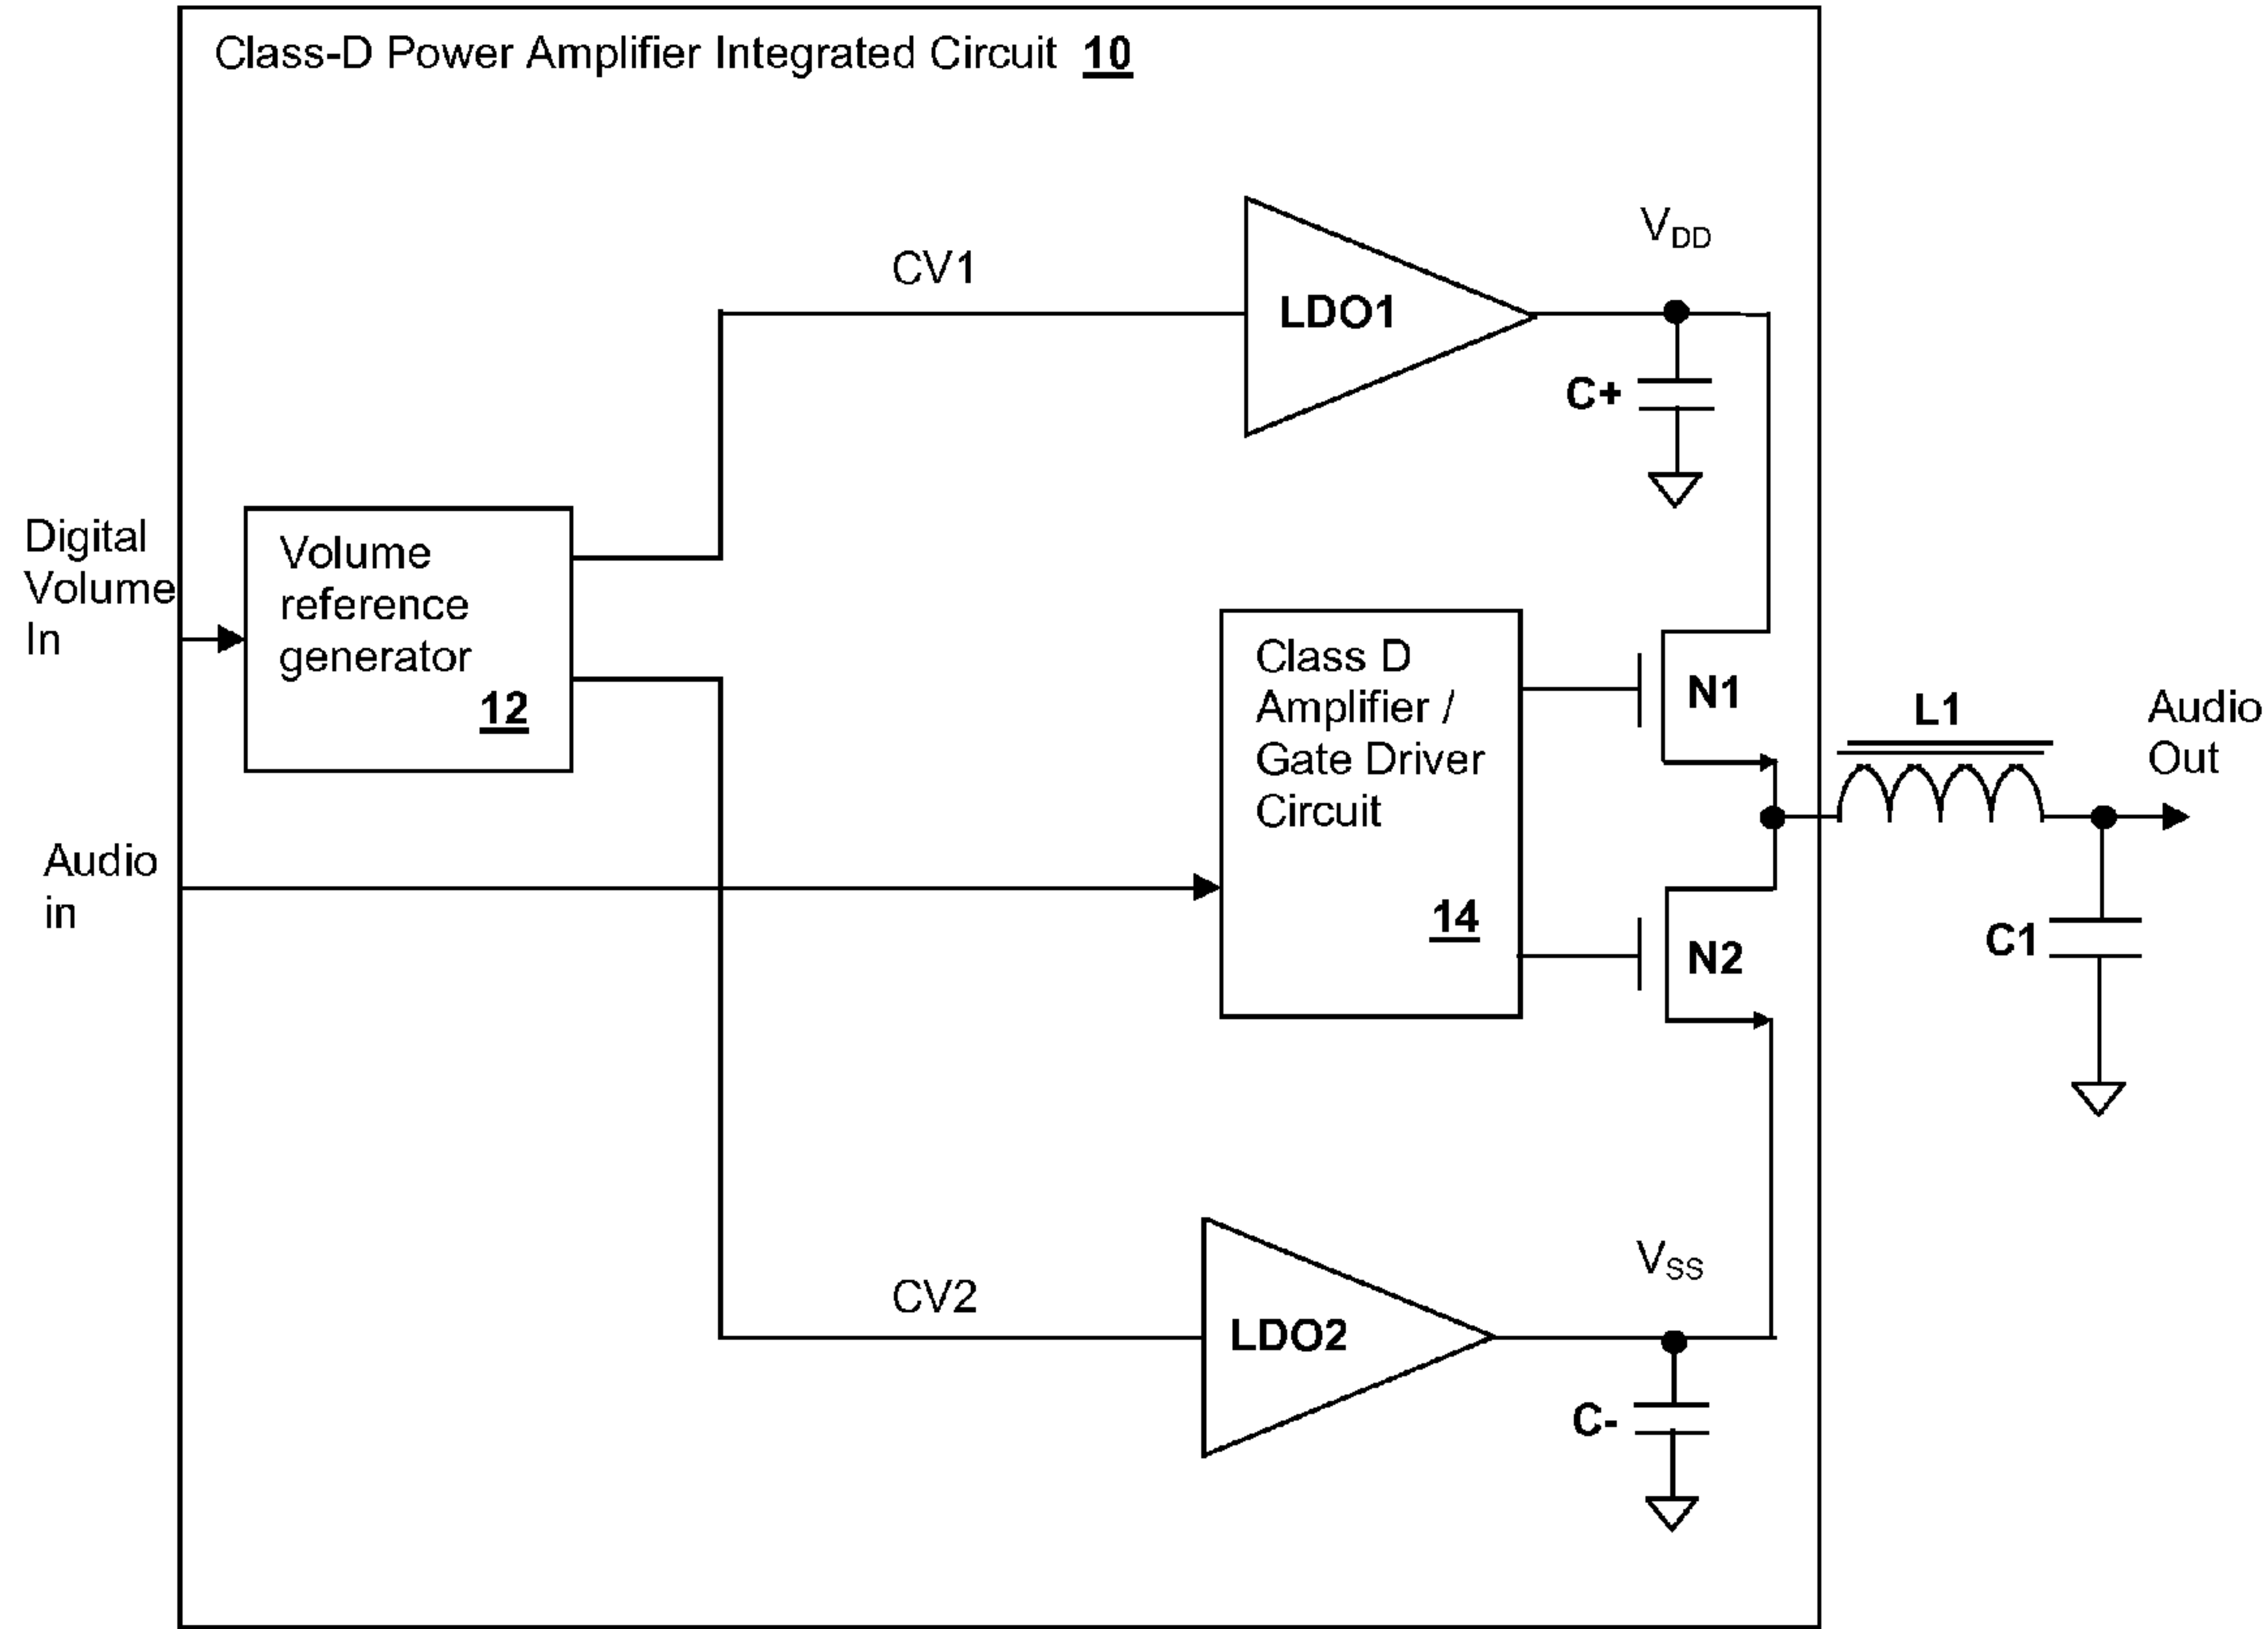 Class-D Power Amplifier Integrated Circuit 10
VDD
CV1
LDO1
C+
Digital
Volume
In
Volume
reference
generator
12
Class D
Amplifier /
Gate Driver
Circuit
14
N1
L1
Audio
Out
Audio
in
N2
C1
VSS
CV2
LDO2
C-